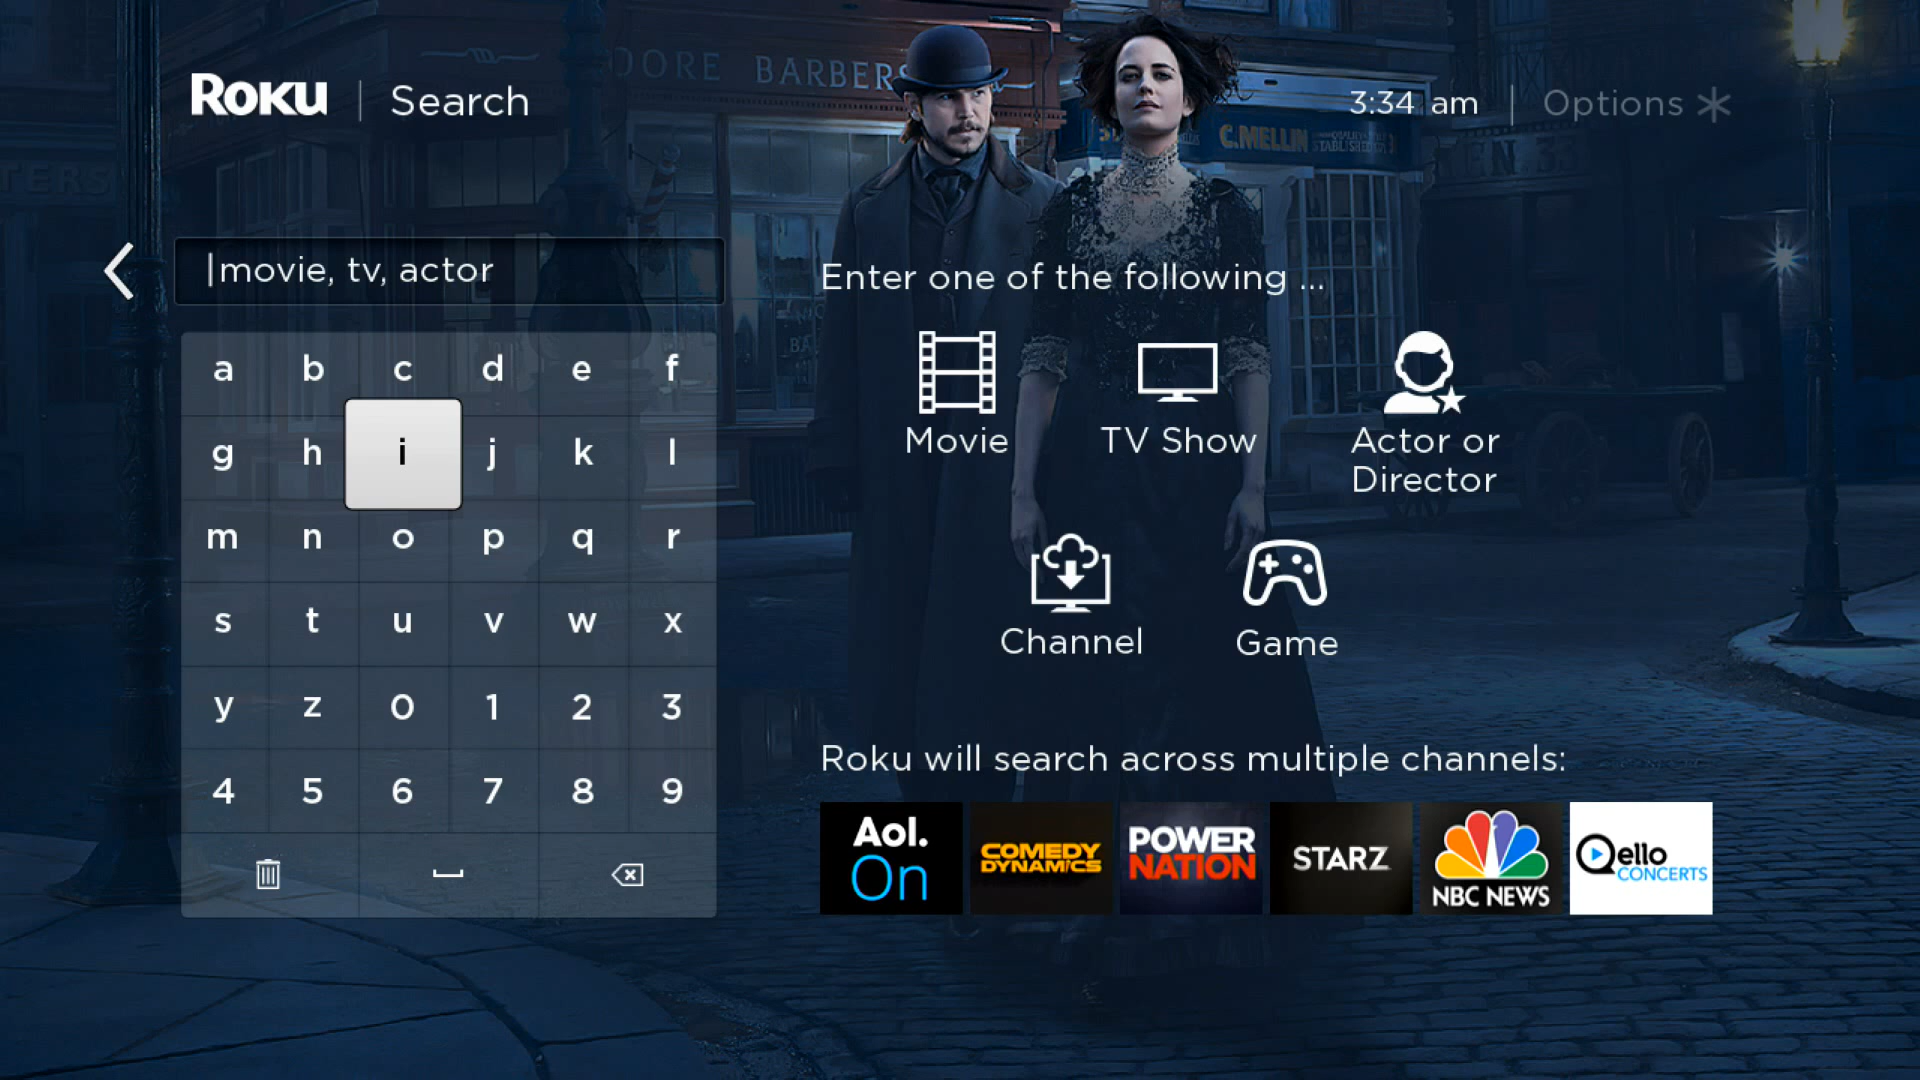 ROKU | Search
3:34 am | Options
movie, tv, actor
a b c d e f
g h i j k l
m n o p q r
s t u v w x
y z 0 1 2 3
4 5 6 7 8 9
Enter one of the following ...
Movie
TV Show
Actor or
Director
Channel
Game
Roku will search across multiple channels:
Aol.
On
COMEDY
DYNAMICS
POWER
NATION
STARZ
NBC NEWS
Qello
CONCERTS
BARBERS
C. MELLIN
ESTABLISHED